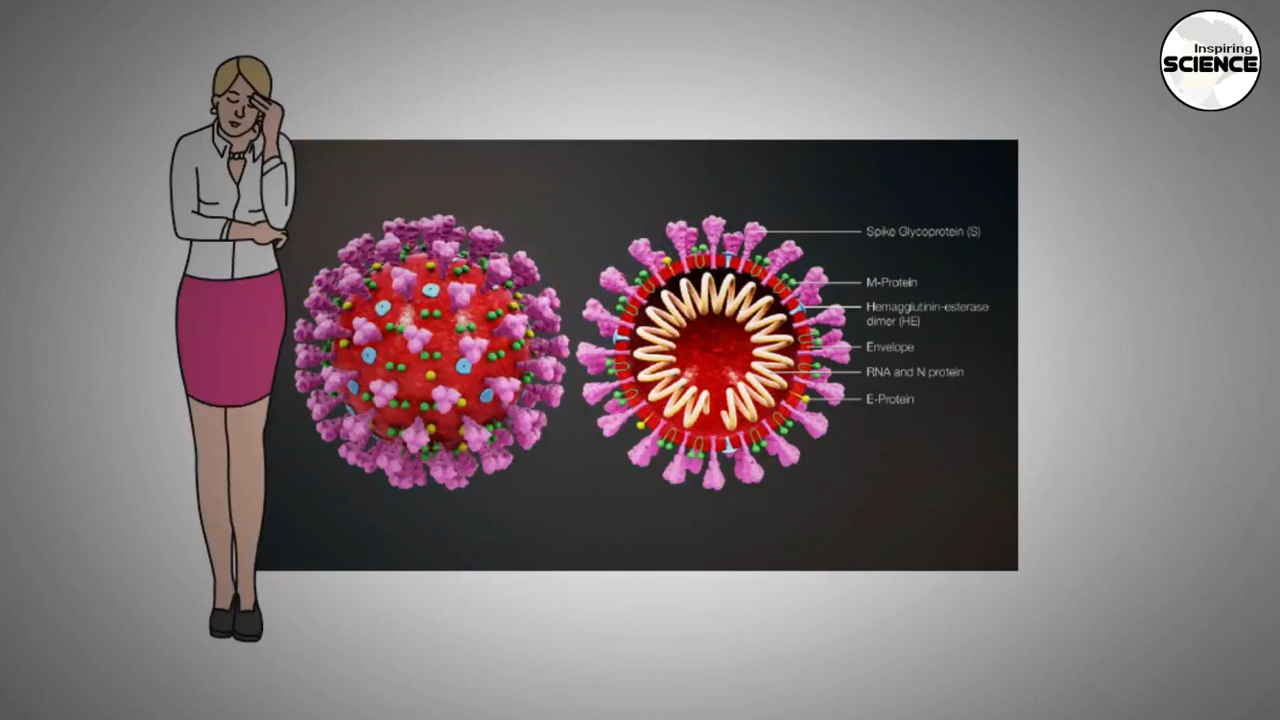 Inspiring
SCIENCE
Spike Glycoprotein (S)
M-Protein
Hemagglutinin-esterase
dimer (HE)
Envelope
RNA and N protein
E-Protein